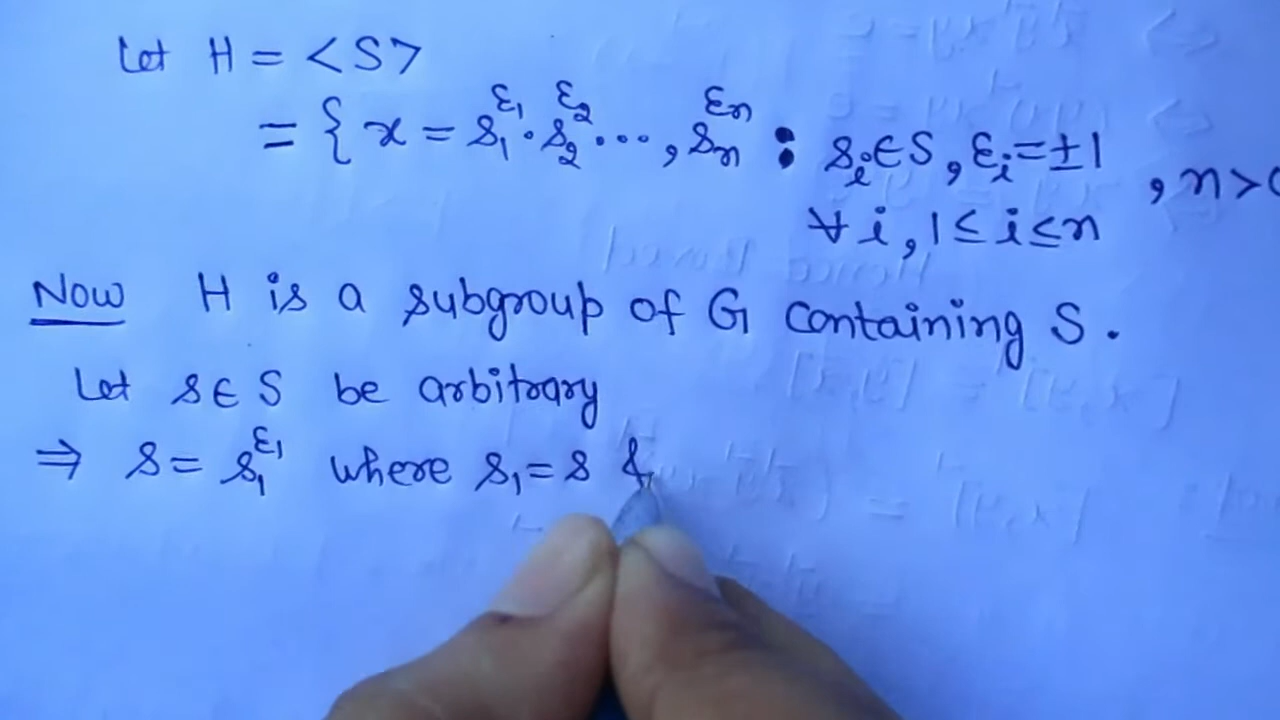 Let H = <S>
= { x = s₁^ε₁ · s₂^ε₂ · ..., sₙ^εₙ : sᵢ ∈ S, εᵢ = ±1
, n >
∀ i, 1 ≤ i ≤ n
Now H is a subgroup of G containing S.
Let s ∈ S be arbitrary
⇒ s = s₁^ε₁ where s₁ = s &